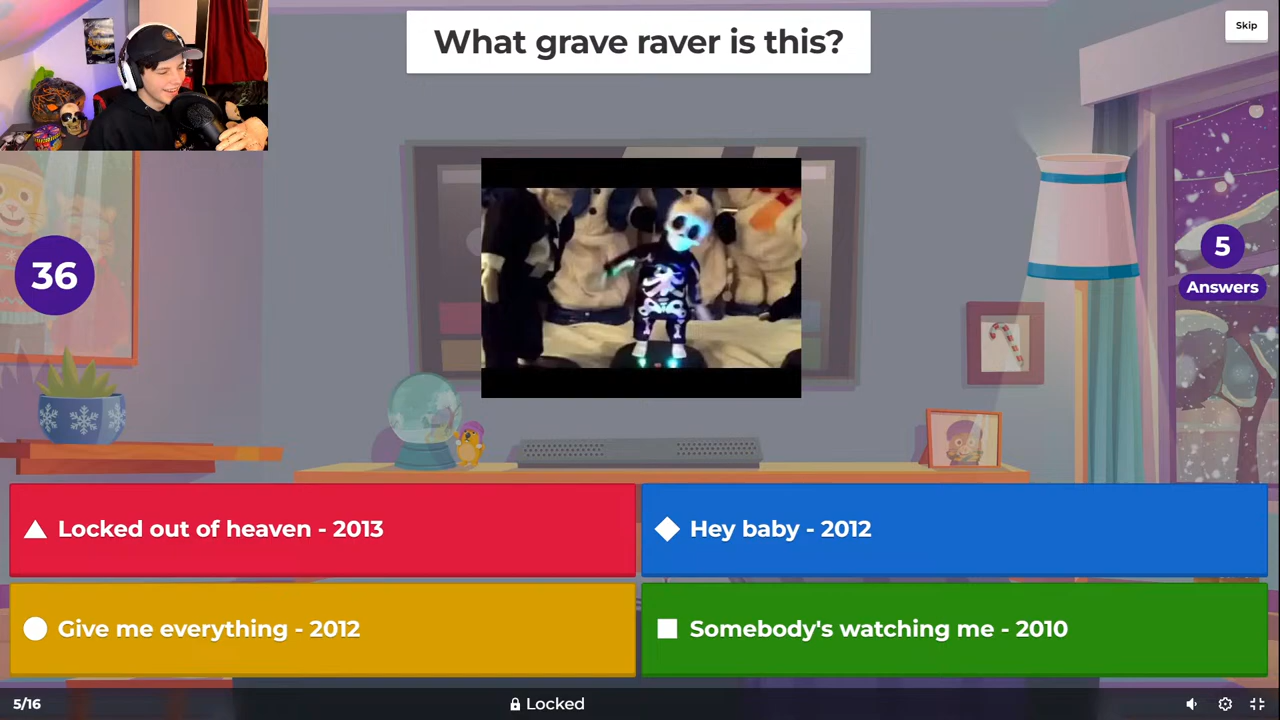 What grave raver is this?
Skip
36
5
Answers
Locked out of heaven - 2013
Hey baby - 2012
Give me everything - 2012
Somebody's watching me - 2010
5/16
Locked